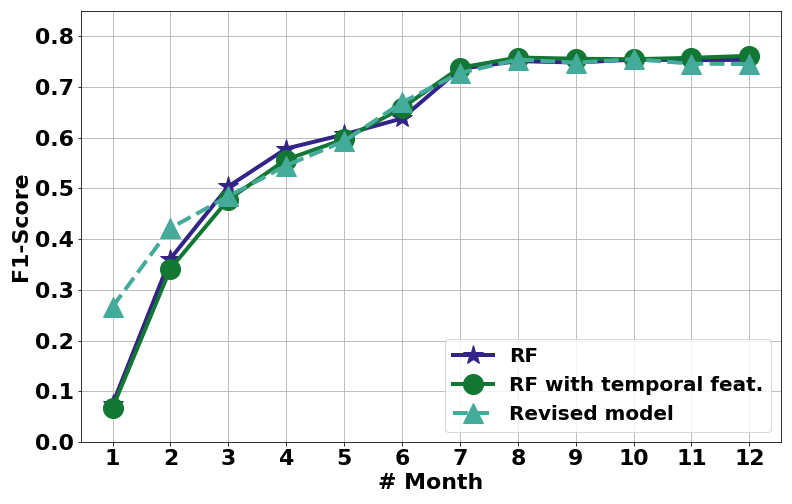 0.8
0.7
0.6
0.5
0.4
0.3
0.2
0.1
0.0
F1-Score
1 2 3 4 5 6 7 8 9 10 11 12
# Month
RF
RF with temporal feat.
Revised model